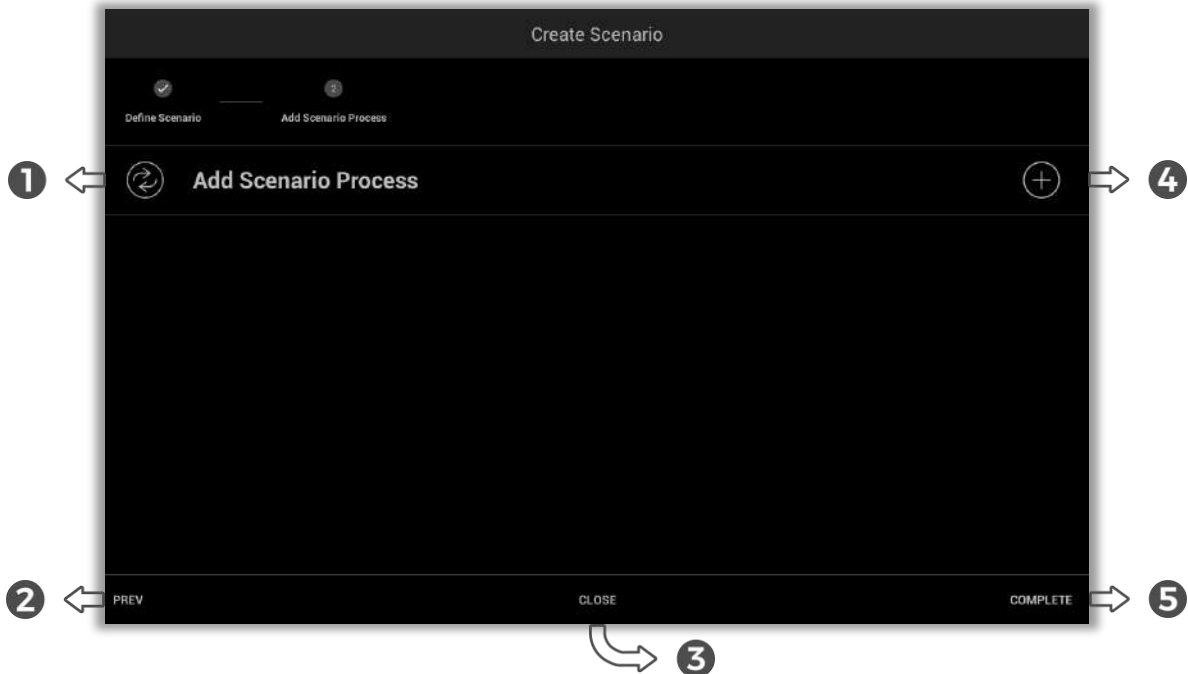 Create Scenario
2
Define Scenario
Add Scenario Process
1
Add Scenario Process
4
2
PREV
CLOSE
COMPLETE
5
3